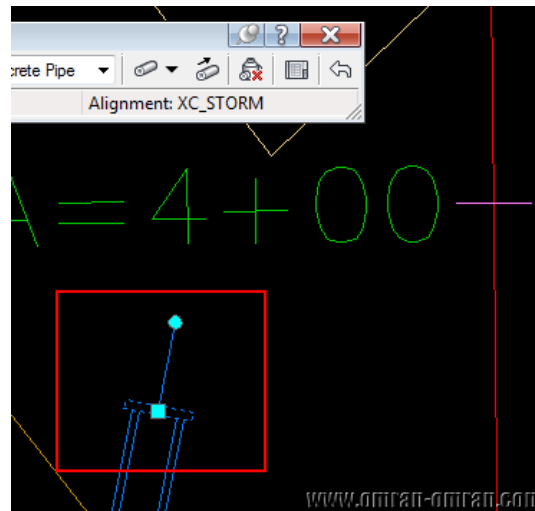 crete Pipe
Alignment: XC_STORM
A = 4 + 00
www.omran-omran.com